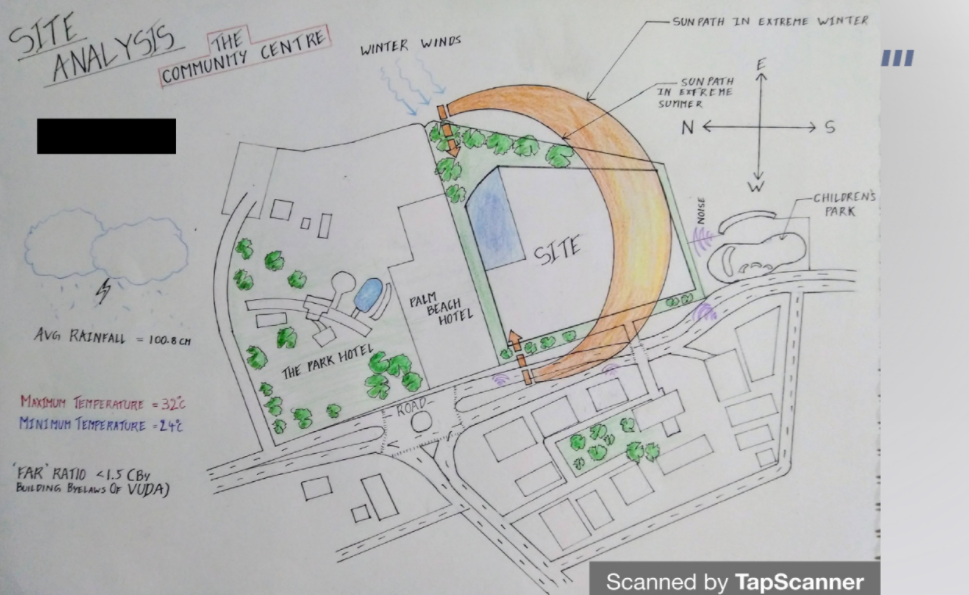 SITE
ANALYSIS
THE
COMMUNITY CENTRE
WINTER WINDS
SUN PATH IN EXTREME WINTER
SUN PATH
IN EXTREME
SUMMER
E
N
S
W
CHILDREN'S
PARK
NOISE
SITE
PALM
BEACH
HOTEL
THE PARK HOTEL
ROAD
AVG RAINFALL = 100.8 CM
MAXIMUM TEMPERATURE = 32°C
MINIMUM TEMPERATURE = 24°C
'FAR' RATIO < 1.5 (By
BUILDING BYELAWS OF VUDA)
Scanned by TapScanner